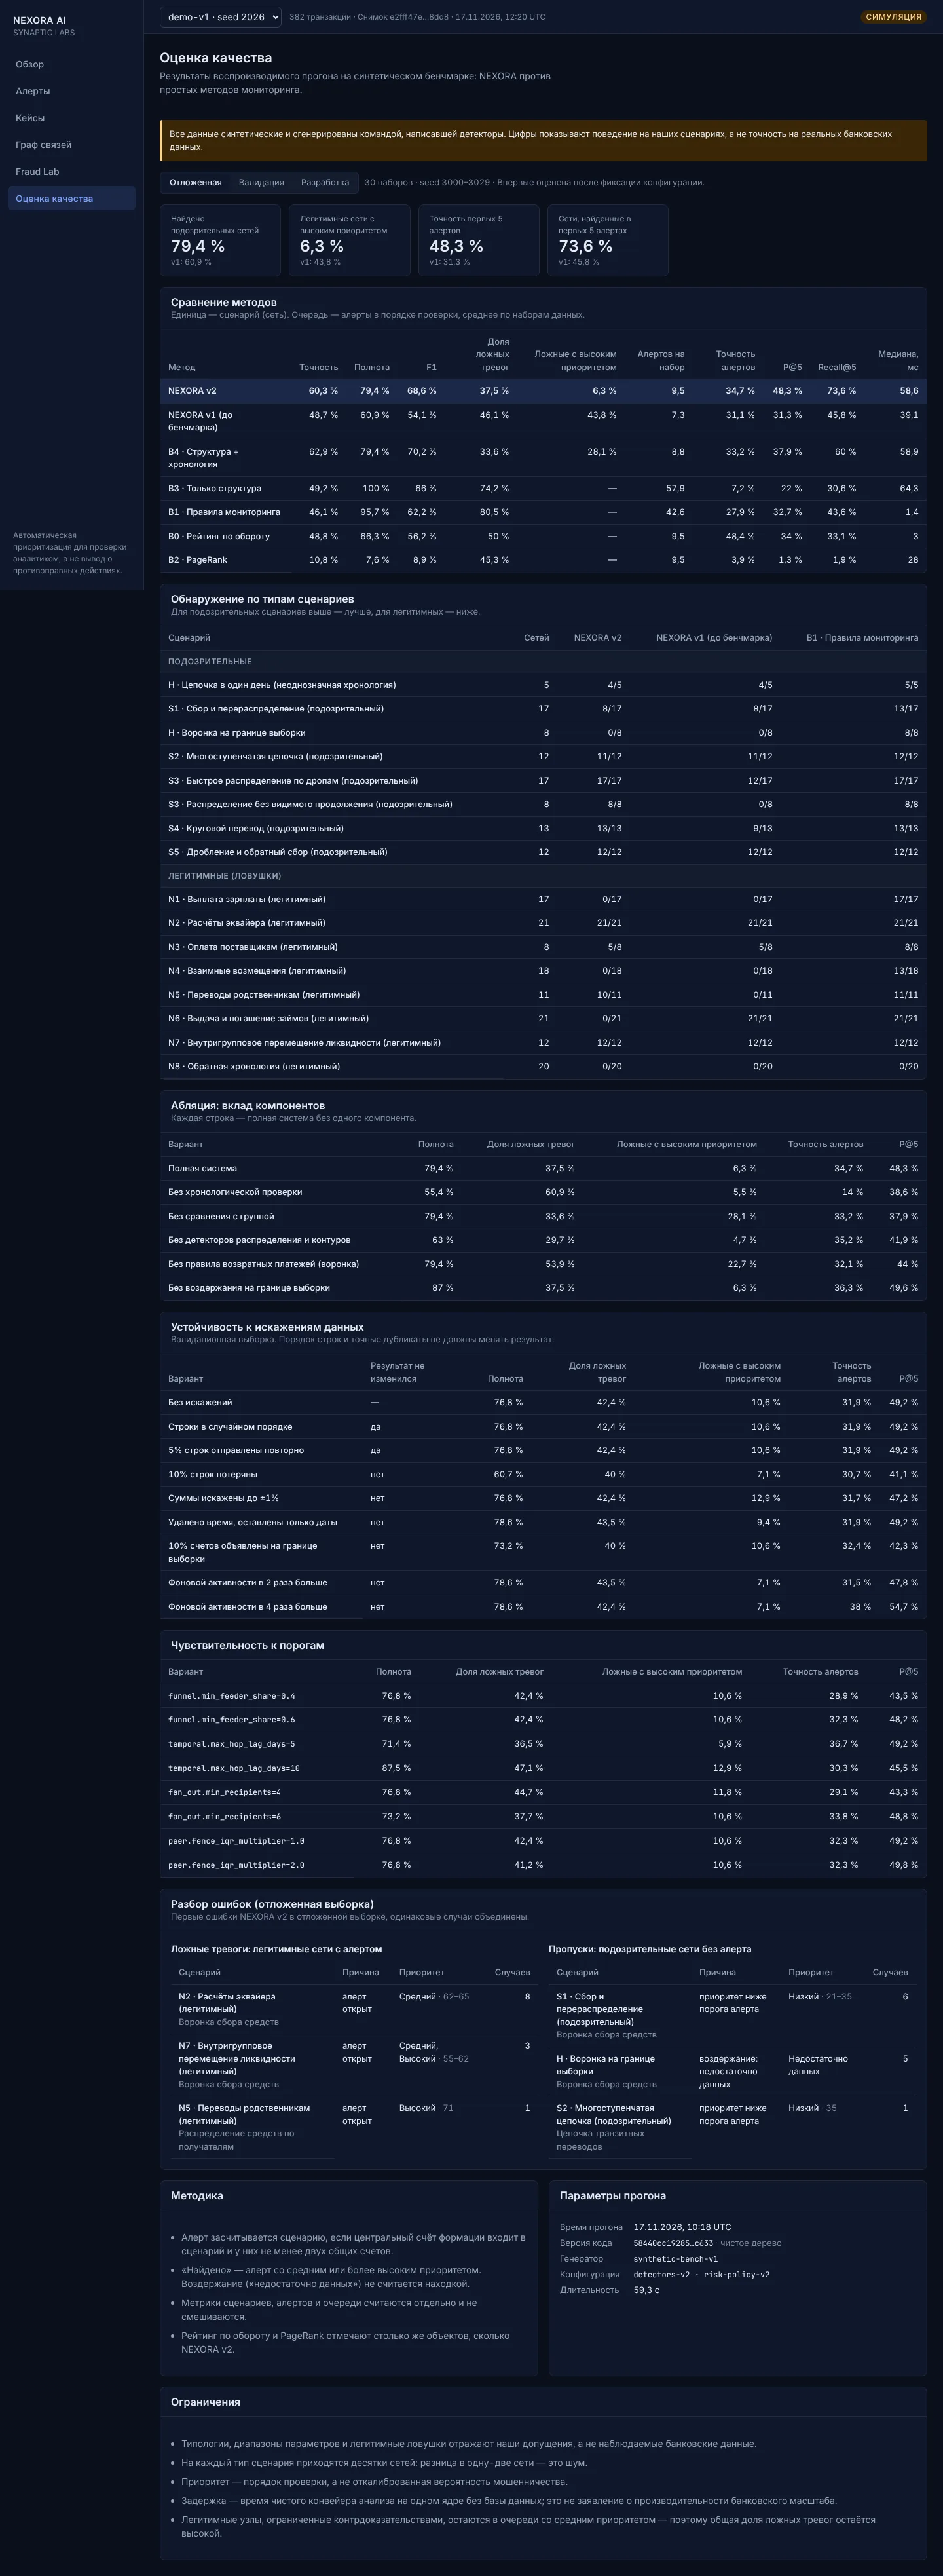 NEXORA AI
SYNAPTIC LABS
Обзор
Алерты
Кейсы
Граф связей
Fraud Lab
Оценка качества
Автоматическая
приоритизация для проверки
аналитиком, а не вывод о
противоправных действиях.
demo-v1 · seed 2026
382 транзакции · Снимок e2fff47e…8dd8 · 17.11.2026, 12:20 UTC
СИМУЛЯЦИЯ
Оценка качества
Результаты воспроизводимого прогона на синтетическом бенчмарке: NEXORA против
простых методов мониторинга.
Все данные синтетические и сгенерированы командой, написавшей детекторы. Цифры показывают поведение на наших сценариях, а не точность на реальных банковских
данных.
Отложенная Валидация Разработка 30 наборов · seed 3000–3029 · Впервые оценена после фиксации конфигурации.
Найдено
подозрительных сетей
79,4 %
v1: 60,9 %
Легитимные сети с
высоким приоритетом
6,3 %
v1: 43,8 %
Точность первых 5
алертов
48,3 %
v1: 31,3 %
Сети, найденные в
первых 5 алертах
73,6 %
v1: 45,8 %
Сравнение методов
Единица — сценарий (сеть). Очередь — алерты в порядке проверки, среднее по наборам данных.
Метод Точность Полнота F1 Доля ложных тревог Ложные с высоким приоритетом Алертов на набор Точность алертов P@5 Recall@5 Медиана, мс
NEXORA v2 60,3 % 79,4 % 68,6 % 37,5 % 6,3 % 9,5 34,7 % 48,3 % 73,6 % 58,6
NEXORA v1 (до бенчмарка) 48,7 % 60,9 % 54,1 % 46,1 % 43,8 % 7,3 31,1 % 31,3 % 45,8 % 39,1
B4 · Структура + хронология 62,9 % 79,4 % 70,2 % 33,6 % 28,1 % 8,8 33,2 % 37,9 % 60 % 58,9
B3 · Только структура 49,2 % 100 % 66 % 74,2 % — 57,9 7,2 % 22 % 30,6 % 64,3
B1 · Правила мониторинга 46,1 % 95,7 % 62,2 % 80,5 % — 42,6 27,9 % 32,7 % 43,6 % 1,4
B0 · Рейтинг по обороту 48,8 % 66,3 % 56,2 % 50 % — 9,5 48,4 % 34 % 33,1 % 3
B2 · PageRank 10,8 % 7,6 % 8,9 % 45,3 % — 9,5 3,9 % 1,3 % 1,9 % 28
Обнаружение по типам сценариев
Для подозрительных сценариев выше — лучше, для легитимных — ниже.
Сценарий Сетей NEXORA v2 NEXORA v1 (до бенчмарка) B1 · Правила мониторинга
ПОДОЗРИТЕЛЬНЫЕ
H · Цепочка в один день (неоднозначная хронология) 5 4/5 4/5 5/5
S1 · Сбор и перераспределение (подозрительный) 17 8/17 8/17 13/17
H · Воронка на границе выборки 8 0/8 0/8 8/8
S2 · Многоступенчатая цепочка (подозрительный) 12 11/12 11/12 12/12
S3 · Быстрое распределение по дропам (подозрительный) 17 17/17 12/17 17/17
S3 · Распределение без видимого продолжения (подозрительный) 8 8/8 0/8 8/8
S4 · Круговой перевод (подозрительный) 13 13/13 9/13 13/13
S5 · Дробление и обратный сбор (подозрительный) 12 12/12 12/12 12/12
ЛЕГИТИМНЫЕ (ЛОВУШКИ)
N1 · Выплата зарплаты (легитимный) 17 0/17 0/17 17/17
N2 · Расчёты эквайера (легитимный) 21 21/21 21/21 21/21
N3 · Оплата поставщикам (легитимный) 8 5/8 5/8 8/8
N4 · Взаимные возмещения (легитимный) 18 0/18 0/18 13/18
N5 · Переводы родственникам (легитимный) 11 10/11 0/11 11/11
N6 · Выдача и погашение займов (легитимный) 21 0/21 21/21 21/21
N7 · Внутригрупповое перемещение ликвидности (легитимный) 12 12/12 12/12 12/12
N8 · Обратная хронология (легитимный) 20 0/20 0/20 0/20
Абляция: вклад компонентов
Каждая строка — полная система без одного компонента.
Вариант Полнота Доля ложных тревог Ложные с высоким приоритетом Точность алертов P@5
Полная система 79,4 % 37,5 % 6,3 % 34,7 % 48,3 %
Без хронологической проверки 55,4 % 60,9 % 5,5 % 14 % 38,6 %
Без сравнения с группой 79,4 % 33,6 % 28,1 % 33,2 % 37,9 %
Без детекторов распределения и контуров 63 % 29,7 % 4,7 % 35,2 % 41,9 %
Без правила возвратных платежей (воронка) 79,4 % 53,9 % 22,7 % 32,1 % 44 %
Без воздержания на границе выборки 87 % 37,5 % 6,3 % 36,3 % 49,6 %
Устойчивость к искажениям данных
Валидационная выборка. Порядок строк и точные дубликаты не должны менять результат.
Вариант Результат не изменился Полнота Доля ложных тревог Ложные с высоким приоритетом Точность алертов P@5
Без искажений — 76,8 % 42,4 % 10,6 % 31,9 % 49,2 %
Строки в случайном порядке да 76,8 % 42,4 % 10,6 % 31,9 % 49,2 %
5% строк отправлены повторно да 76,8 % 42,4 % 10,6 % 31,9 % 49,2 %
10% строк потеряны нет 60,7 % 40 % 7,1 % 30,7 % 41,1 %
Суммы искажены до ±1% нет 76,8 % 42,4 % 12,9 % 31,7 % 47,2 %
Удалено время, оставлены только даты нет 78,6 % 43,5 % 9,4 % 31,9 % 49,2 %
10% счетов объявлены на границе выборки нет 73,2 % 40 % 10,6 % 32,4 % 42,3 %
Фоновой активности в 2 раза больше нет 78,6 % 43,5 % 7,1 % 31,5 % 47,8 %
Фоновой активности в 4 раза больше нет 78,6 % 42,4 % 7,1 % 38 % 54,7 %
Чувствительность к порогам
Вариант Полнота Доля ложных тревог Ложные с высоким приоритетом Точность алертов P@5
funnel.min_feeder_share=0.4 76,8 % 42,4 % 10,6 % 28,9 % 43,5 %
funnel.min_feeder_share=0.6 76,8 % 42,4 % 10,6 % 32,3 % 48,2 %
temporal.max_hop_lag_days=5 71,4 % 36,5 % 5,9 % 36,7 % 49,2 %
temporal.max_hop_lag_days=10 87,5 % 47,1 % 12,9 % 30,3 % 45,5 %
fan_out.min_recipients=4 76,8 % 44,7 % 11,8 % 29,1 % 43,3 %
fan_out.min_recipients=6 73,2 % 37,7 % 10,6 % 33,8 % 48,8 %
peer.fence_iqr_multiplier=1.0 76,8 % 42,4 % 10,6 % 32,3 % 49,2 %
peer.fence_iqr_multiplier=2.0 76,8 % 41,2 % 10,6 % 32,3 % 49,8 %
Разбор ошибок (отложенная выборка)
Первые ошибки NEXORA v2 в отложенной выборке, одинаковые случаи объединены.
Ложные тревоги: легитимные сети с алертом
Сценарий Причина Приоритет Случаев
N2 · Расчёты эквайера алерт Средний · 62–65 8
(легитимный) открыт
Воронка сбора средств
N7 · Внутригрупповое алерт Средний, 3
перемещение ликвидности открыт Высокий · 55–62
(легитимный)
Воронка сбора средств
N5 · Переводы родственникам алерт Высокий · 71 1
(легитимный) открыт
Распределение средств по
получателям
Пропуски: подозрительные сети без алерта
Сценарий Причина Приоритет Случаев
S1 · Сбор и приоритет ниже Низкий · 21–35 6
перераспределение порога алерта
(подозрительный)
Воронка сбора средств
H · Воронка на границе воздержание: Недостаточно 5
выборки недостаточно данных
Воронка сбора средств данных
S2 · Многоступенчатая приоритет ниже Низкий · 35 1
цепочка (подозрительный) порога алерта
Цепочка транзитных
переводов
Методика
• Алерт засчитывается сценарию, если центральный счёт формации входит в
сценарий и у них не менее двух общих счетов.
• «Найдено» — алерт со средним или более высоким приоритетом.
Воздержание («недостаточно данных») не считается находкой.
• Метрики сценариев, алертов и очереди считаются отдельно и не
смешиваются.
• Рейтинг по обороту и PageRank отмечают столько же объектов, сколько
NEXORA v2.
Параметры прогона
Время прогона 17.11.2026, 10:18 UTC
Версия кода 58440cc19285…c633 · чистое дерево
Генератор synthetic-bench-v1
Конфигурация detectors-v2 · risk-policy-v2
Длительность 59,3 с
Ограничения
• Типологии, диапазоны параметров и легитимные ловушки отражают наши допущения, а не наблюдаемые банковские данные.
• На каждый тип сценария приходятся десятки сетей: разница в одну-две сети — это шум.
• Приоритет — порядок проверки, а не откалиброванная вероятность мошенничества.
• Задержка — время чистого конвейера анализа на одном ядре без базы данных; это не заявление о производительности банковского масштаба.
• Легитимные узлы, ограниченные контрдоказательствами, остаются в очереди со средним приоритетом — поэтому общая доля ложных тревог остаётся
высокой.